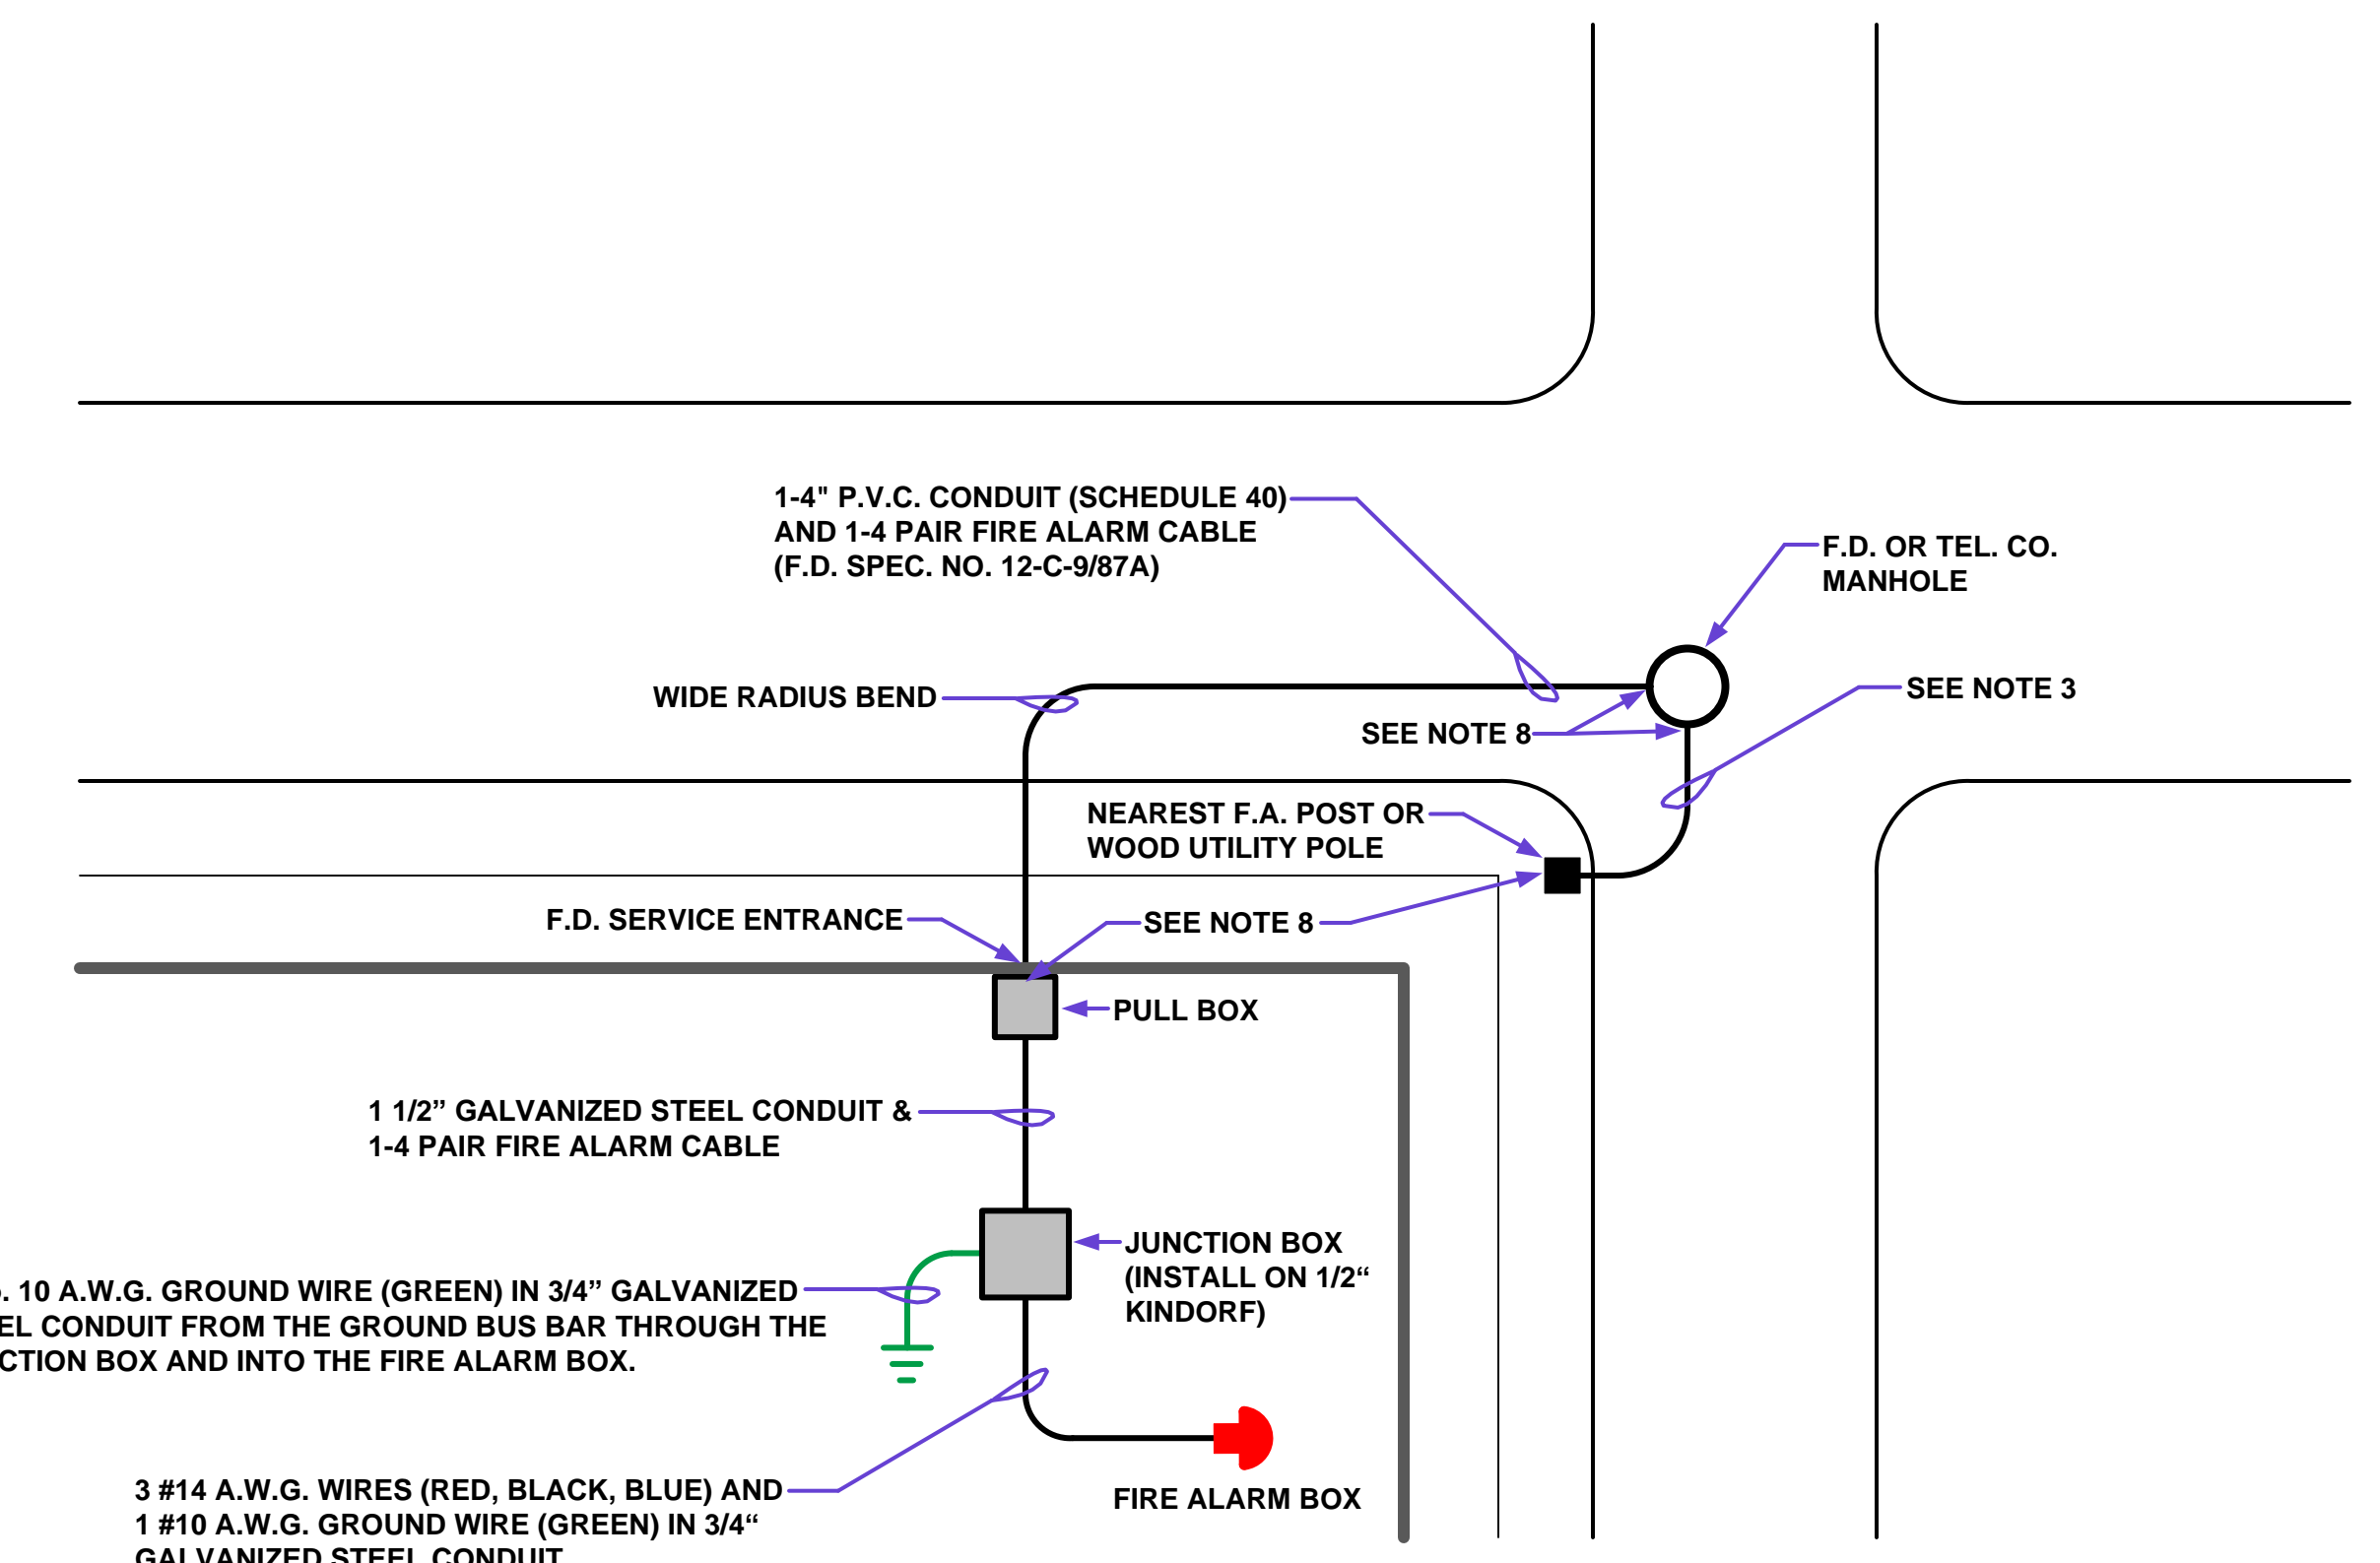 1-4" P.V.C. CONDUIT (SCHEDULE 40)
AND 1-4 PAIR FIRE ALARM CABLE
(F.D. SPEC. NO. 12-C-9/87A)
F.D. OR TEL. CO.
MANHOLE
WIDE RADIUS BEND
SEE NOTE 3
SEE NOTE 8
NEAREST F.A. POST OR
WOOD UTILITY POLE
F.D. SERVICE ENTRANCE
SEE NOTE 8
PULL BOX
1 1/2” GALVANIZED STEEL CONDUIT &
1-4 PAIR FIRE ALARM CABLE
JUNCTION BOX
(INSTALL ON 1/2“
KINDORF)
. 10 A.W.G. GROUND WIRE (GREEN) IN 3/4” GALVANIZED
EL CONDUIT FROM THE GROUND BUS BAR THROUGH THE
CTION BOX AND INTO THE FIRE ALARM BOX.
3 #14 A.W.G. WIRES (RED, BLACK, BLUE) AND
1 #10 A.W.G. GROUND WIRE (GREEN) IN 3/4“
GALVANIZED STEEL CONDUIT
FIRE ALARM BOX